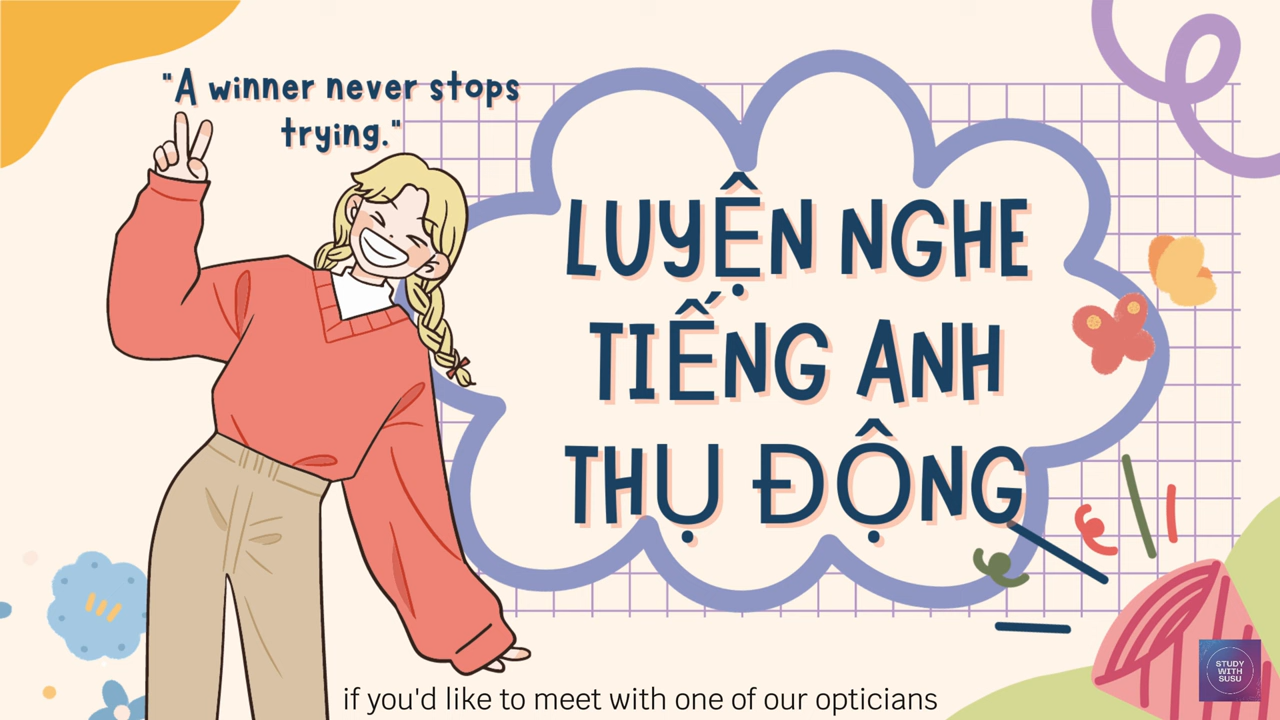 "A winner never stops
trying."
LUYỆN NGHE
TIẾNG ANH
THỤ ĐỘNG
STUDY
WITH
SUSU
if you'd like to meet with one of our opticians